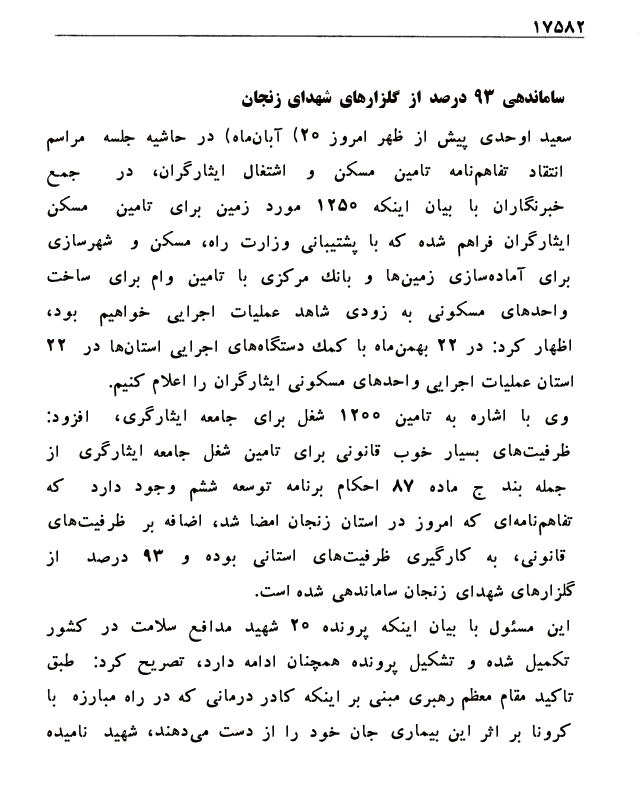 ۱۷۵۸۲
ساماندهی ۹۳ درصد از گلزارهای شهدای زنجان
سعید اوحدی پیش از ظهر امروز ۲۰) آبان‌ماه) در حاشیه جلسه مراسم
انتقاد تفاهم‌نامه تامین مسکن و اشتغال ایثارگران، در جمع
خبرنگاران با بیان اینکه ۱۲۵۰ مورد زمین برای تامین مسکن
ایثارگران فراهم شده که با پشتیبانی وزارت راه، مسکن و شهرسازی
برای آماده‌سازی زمین‌ها و بانك مرکزی با تامین وام برای ساخت
واحدهای مسکونی به زودی شاهد عملیات اجرایی خواهیم بود،
اظهار کرد: در ۲۲ بهمن‌ماه با کمك دستگاه‌های اجرایی استان‌ها در ۲۲
استان عملیات اجرایی واحدهای مسکونی ایثارگران را اعلام کنیم.
وی با اشاره به تامین ۱۲۰۰ شغل برای جامعه ایثارگری، افزود:
ظرفیت‌های بسیار خوب قانونی برای تامین شغل جامعه ایثارگری از
جمله بند ج ماده ۸۷ احکام برنامه توسعه ششم وجود دارد که
تفاهم‌نامه‌ای که امروز در استان زنجان امضا شد، اضافه بر ظرفیت‌های
قانونی، به کارگیری ظرفیت‌های استانی بوده و ۹۳ درصد از
گلزارهای شهدای زنجان ساماندهی شده است.
این مسئول با بیان اینکه پرونده ۲۰ شهید مدافع سلامت در کشور
تکمیل شده و تشکیل پرونده همچنان ادامه دارد، تصریح کرد: طبق
تاکید مقام معظم رهبری مبنی بر اینکه کادر درمانی که در راه مبارزه با
کرونا بر اثر این بیماری جان خود را از دست می‌دهند، شهید نامیده